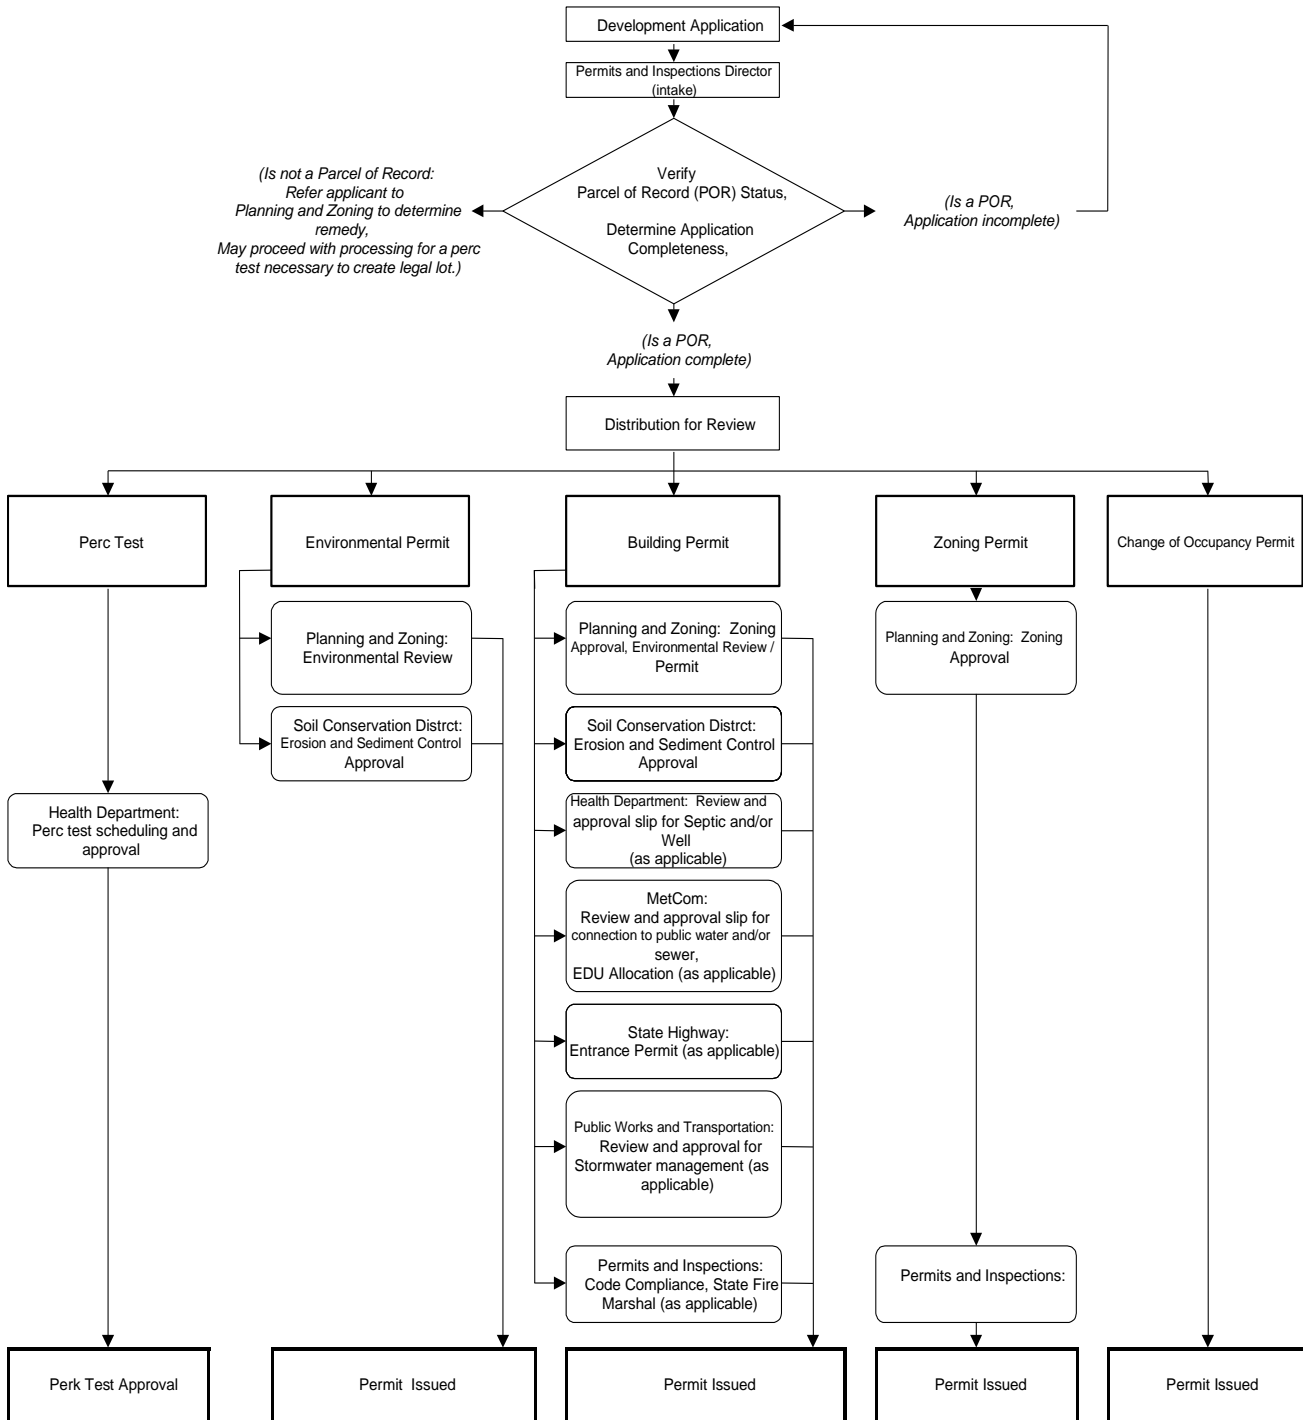 Development Application
Permits and Inspections Director
(intake)
Verify
Parcel of Record (POR) Status,
Determine Application
Completeness,
(Is not a Parcel of Record:
Refer applicant to
Planning and Zoning to determine
remedy,
May proceed with processing for a perc
test necessary to create legal lot.)
(Is a POR,
Application incomplete)
(Is a POR,
Application complete)
Distribution for Review
Perc Test
Environmental Permit
Building Permit
Zoning Permit
Change of Occupancy Permit
Health Department:
Perc test scheduling and
approval
Planning and Zoning:
Environmental Review
Soil Conservation Distrct:
Erosion and Sediment Control
Approval
Planning and Zoning: Zoning
Approval, Environmental Review /
Permit
Soil Conservation Distrct:
Erosion and Sediment Control
Approval
Health Department: Review and
approval slip for Septic and/or
Well
(as applicable)
MetCom:
Review and approval slip for
connection to public water and/or
sewer,
EDU Allocation (as applicable)
State Highway:
Entrance Permit (as applicable)
Public Works and Transportation:
Review and approval for
Stormwater management (as
applicable)
Permits and Inspections:
Code Compliance, State Fire
Marshal (as applicable)
Planning and Zoning: Zoning
Approval
Permits and Inspections:
Perk Test Approval
Permit Issued
Permit Issued
Permit Issued
Permit Issued